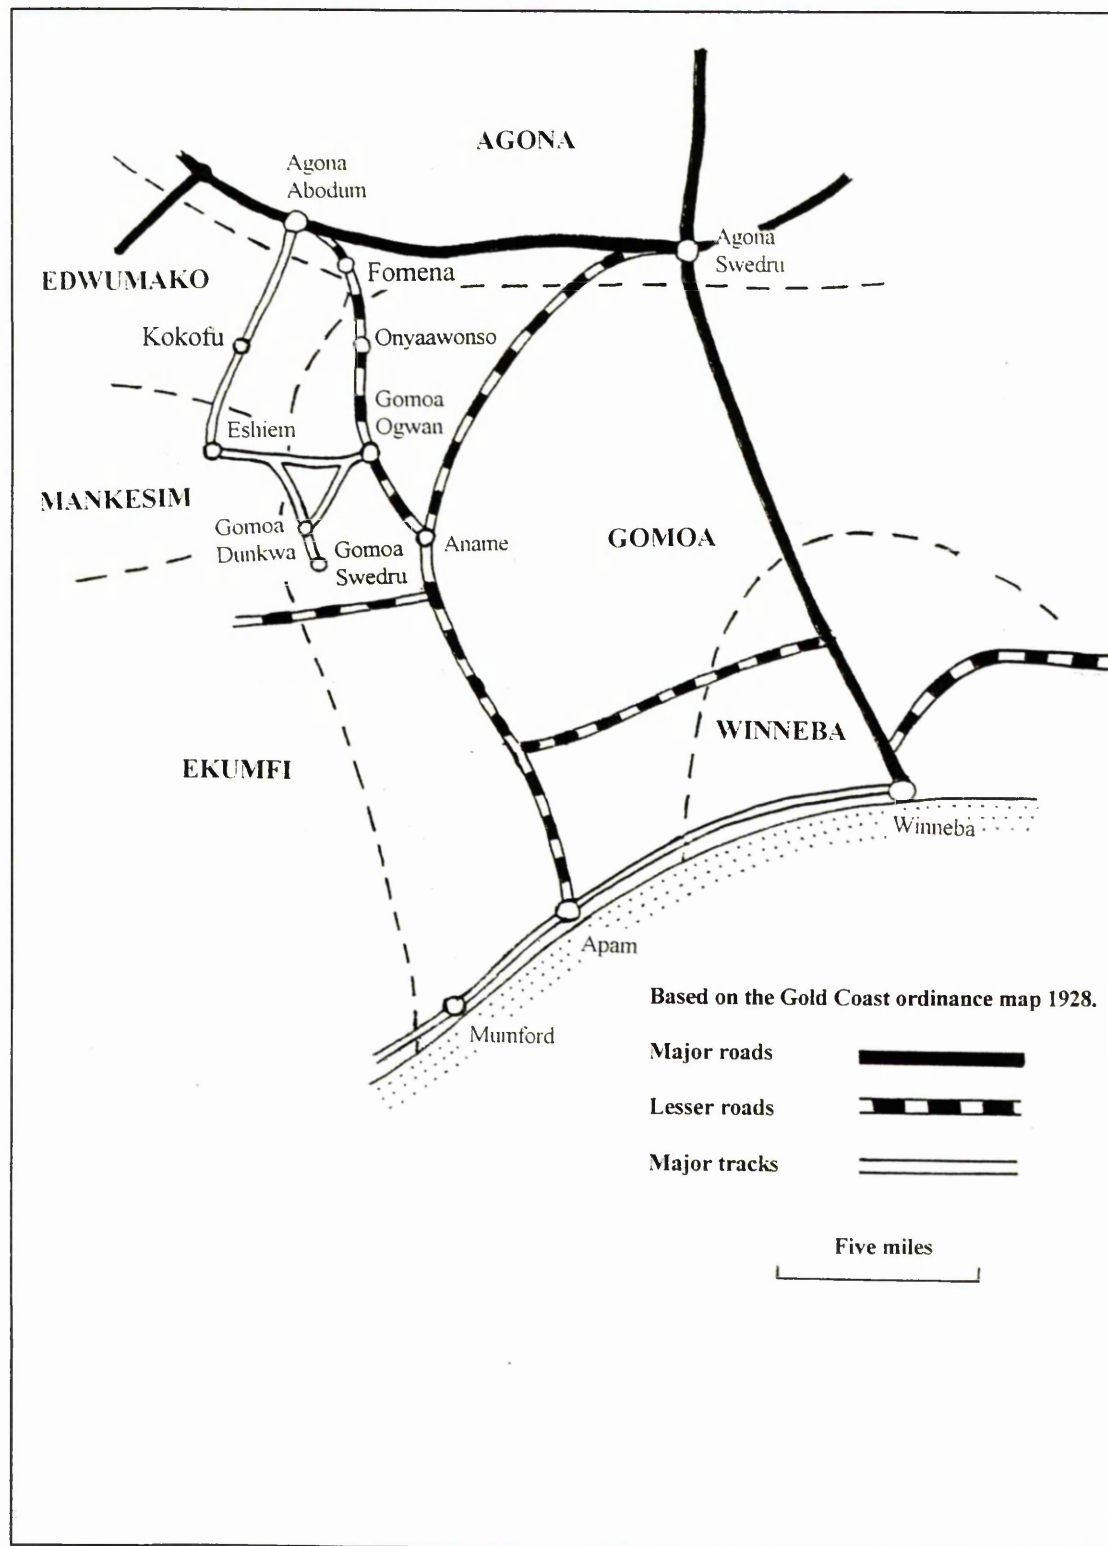 AGONA
Agona
Abodum
Agona
Swedru
EDWUMAKO
Fomena
Kokofu
Onyaawonso
Gomoa
Ogwan
Eshiem
MANKESIM
Gomoa
Dunkwa
Gomoa
Swedru
Aname
GOMOA
WINNEBA
EKUMFI
Winneba
Apam
Mumford
Based on the Gold Coast ordinance map 1928.
Major roads
Lesser roads
Major tracks
Five miles